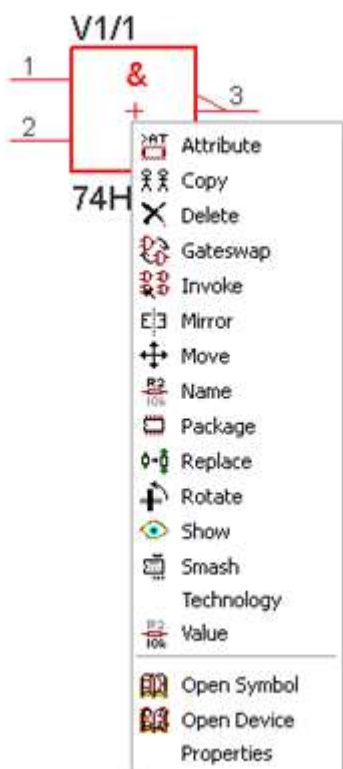 V1/1
1
&
3
2
74H
Attribute
Copy
Delete
Gateswap
Invoke
Mirror
Move
Name
Package
Replace
Rotate
Show
Smash
Technology
Value
Open Symbol
Open Device
Properties